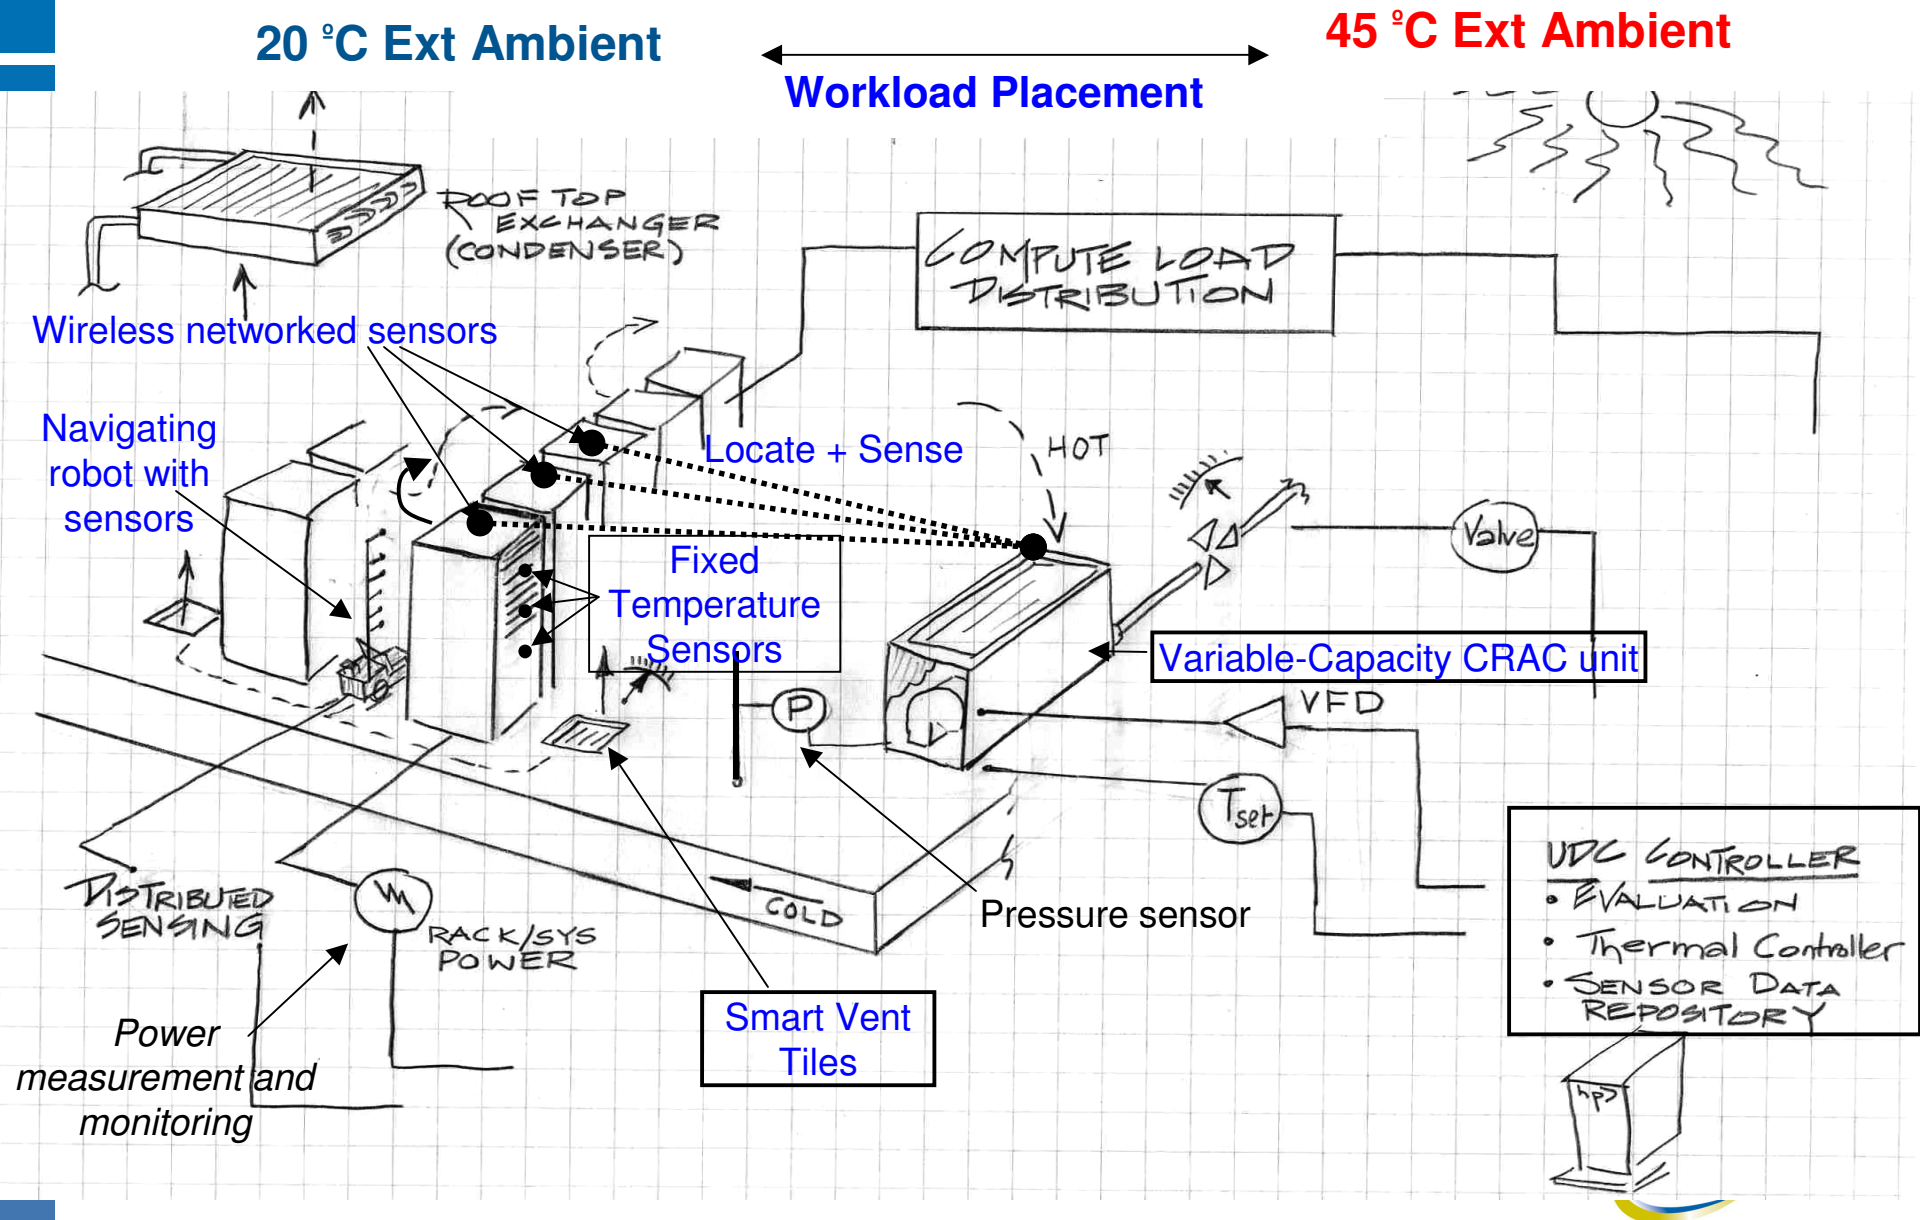 20 ºC Ext Ambient
45 ºC Ext Ambient
Workload Placement
ROOF TOP
EXCHANGER
(CONDENSER)
COMPUTE LOAD
DISTRIBUTION
Wireless networked sensors
Navigating
robot with
sensors
Locate + Sense
HOT
Valve
Fixed
Temperature
Sensors
Variable-Capacity CRAC unit
VFD
P
Tset
UDC CONTROLLER
• EVALUATION
• Thermal Controller
• SENSOR DATA
REPOSITORY
DISTRIBUTED
SENSING
COLD
Pressure sensor
RACK/SYS
POWER
Smart Vent
Tiles
Power
measurement and
monitoring
hp